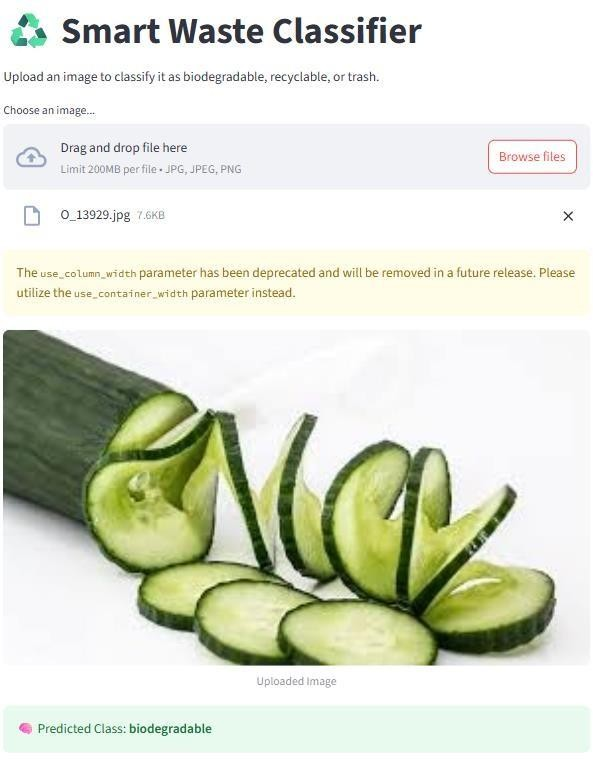 Smart Waste Classifier
Upload an image to classify it as biodegradable, recyclable, or trash.
Choose an image...
Drag and drop file here
Limit 200MB per file • JPG, JPEG, PNG
Browse files
O_13929.jpg 7.6KB
The use_column_width parameter has been deprecated and will be removed in a future release. Please
utilize the use_container_width parameter instead.
Uploaded Image
Predicted Class: biodegradable